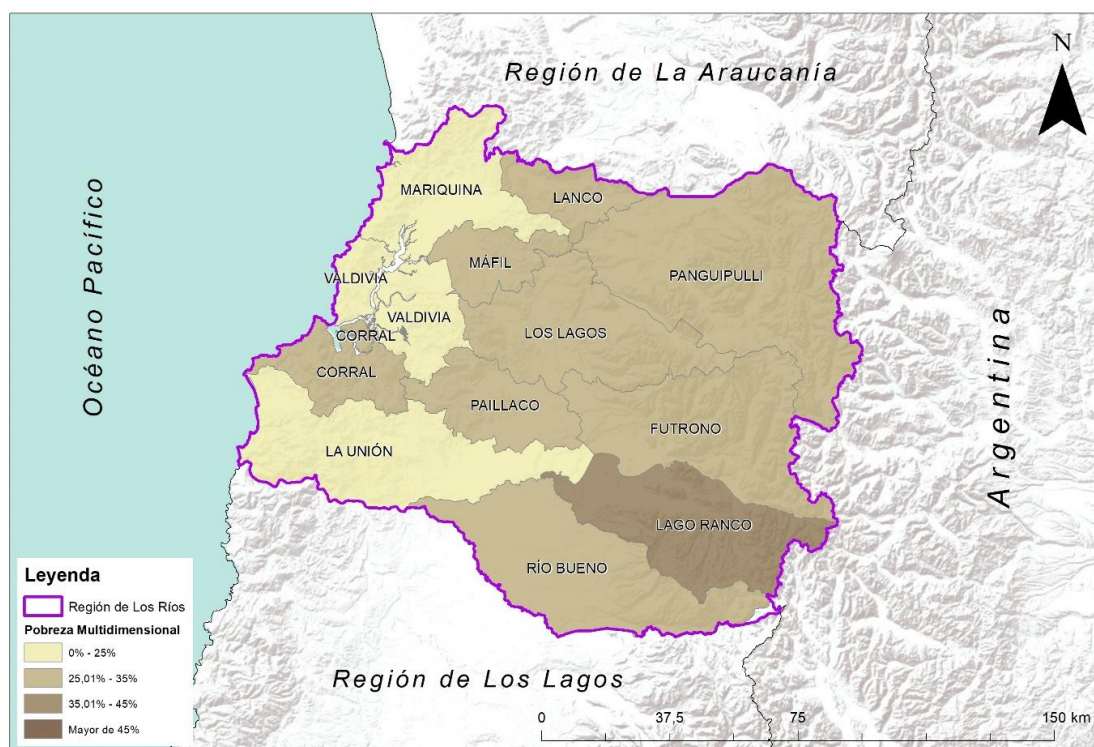 N
Región de La Araucanía
Océano Pacífico
MARIQUINA
LANCO
MÁFIL
PANGUIPULLI
VALDIVIA
VALDIVIA
LOS LAGOS
CORRAL
CORRAL
PAILLACO
FUTRONO
LA UNIÓN
LAGO RANCO
RÍO BUENO
Argentina
Región de Los Lagos
Leyenda
Región de Los Ríos
Pobreza Multidimensional
0% - 25%
25,01% - 35%
35,01% - 45%
Mayor de 45%
0 37,5 75 150 km